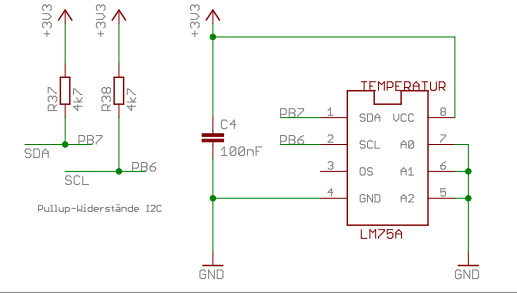 +3V3
+3V3
+3V3
R37
4k7
R38
4k7
SDA
PB7
SCL
PB6
Pullup-Widerstände I2C
C4
100nF
GND
TEMPERATUR
PB7 1 SDA VCC 8
PB6 2 SCL A0 7
3 OS A1 6
4 GND A2 5
LM75A
GND